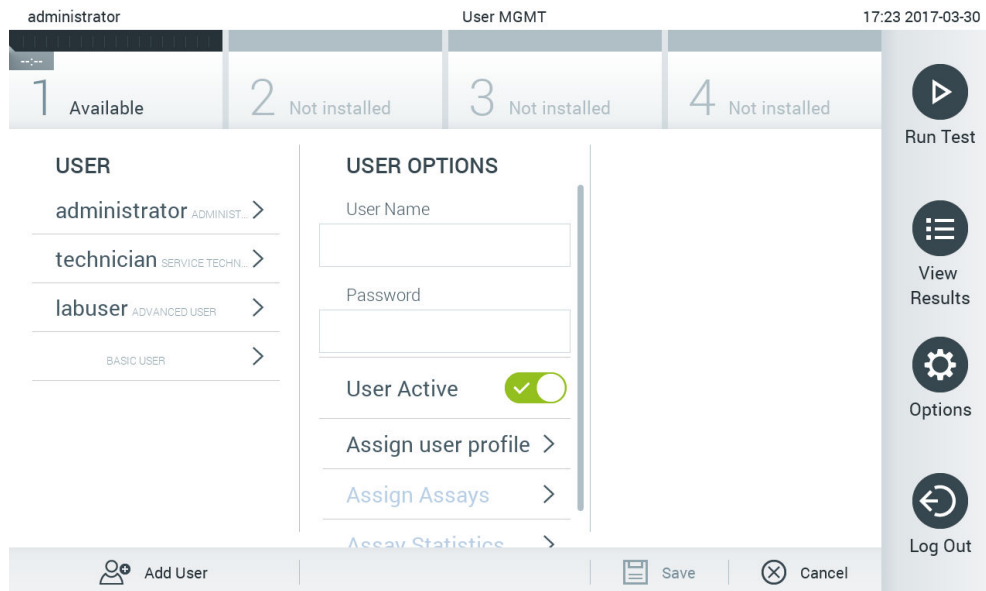 administrator User MGMT 17:23 2017-03-30
--:--
1 Available 2 Not installed 3 Not installed 4 Not installed
Run Test
USER
administrator ADMINIST...
technician SERVICE TECHN...
labuser ADVANCED USER
BASIC USER
USER OPTIONS
User Name
Password
User Active
Assign user profile
Assign Assays
Assay Statistics
View
Results
Options
Log Out
Add User Save Cancel